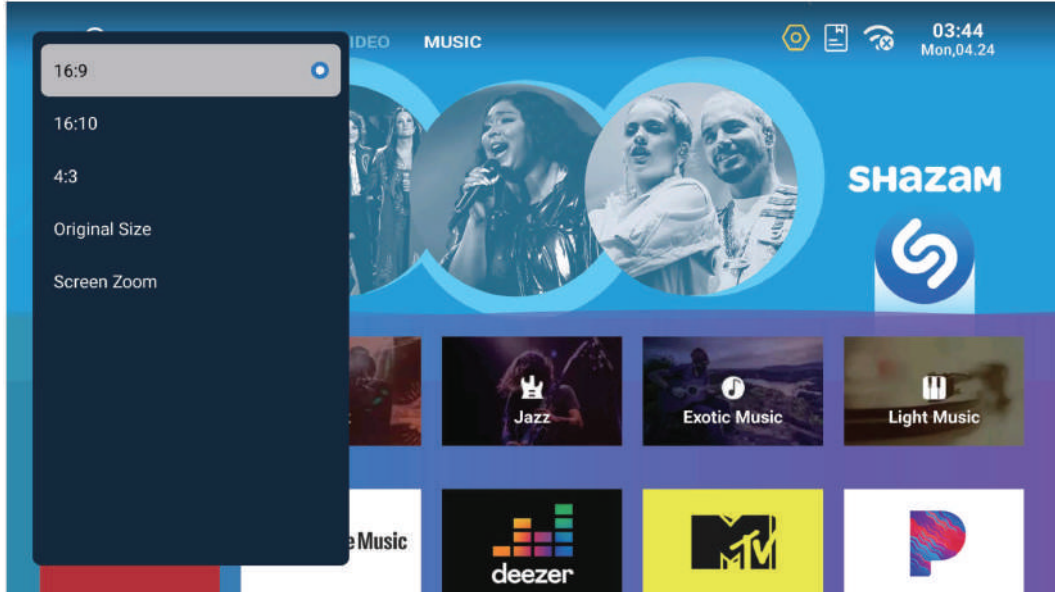 16:9
16:10
4:3
Original Size
Screen Zoom
MUSIC
03:44
Mon,04.24
SHAZAM
Jazz
Exotic Music
Light Music
Music
deezer
MTV